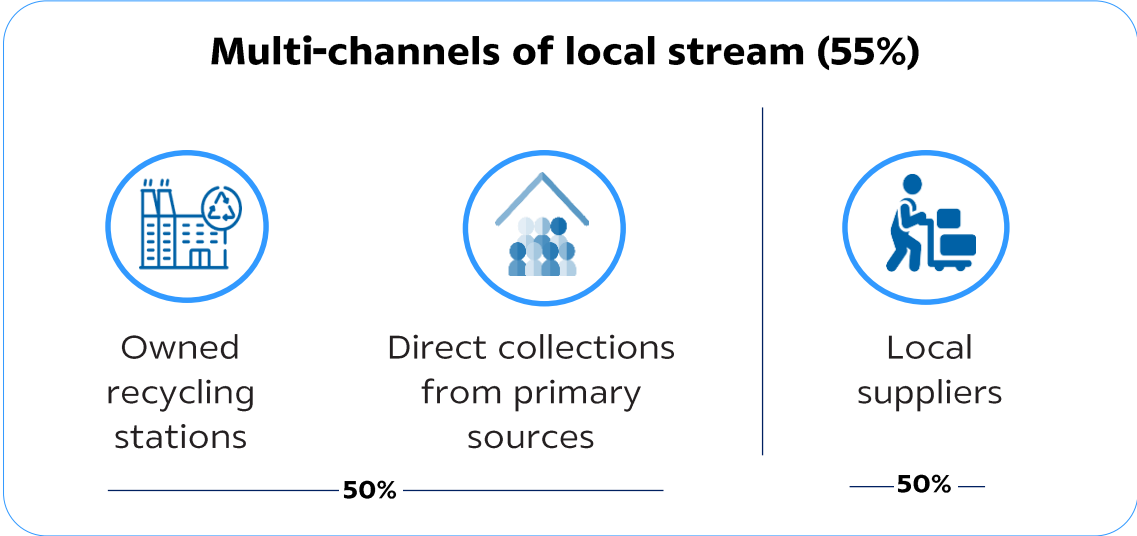 Multi-channels of local stream (55%)
Owned
recycling
stations
Direct collections
from primary
sources
Local
suppliers
50%
50%